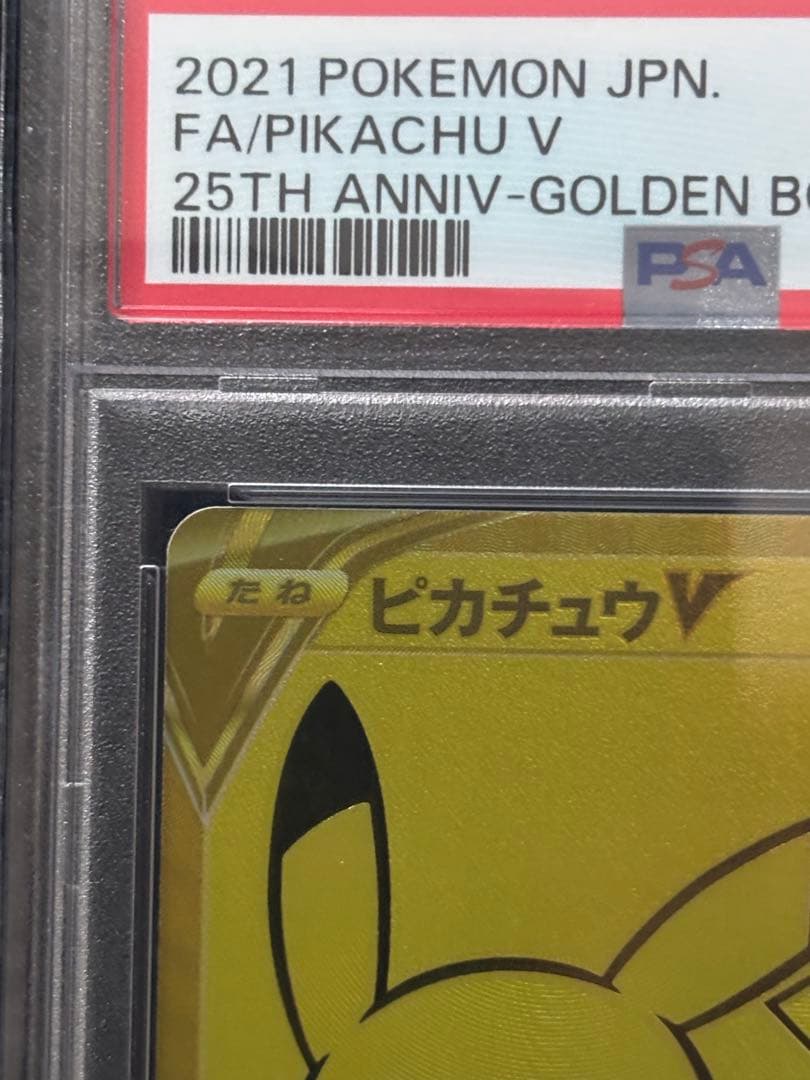 2021 POKEMON JPN.
FA/PIKACHU V
25TH ANNIV-GOLDEN
PSA
たね
ピカチュウV